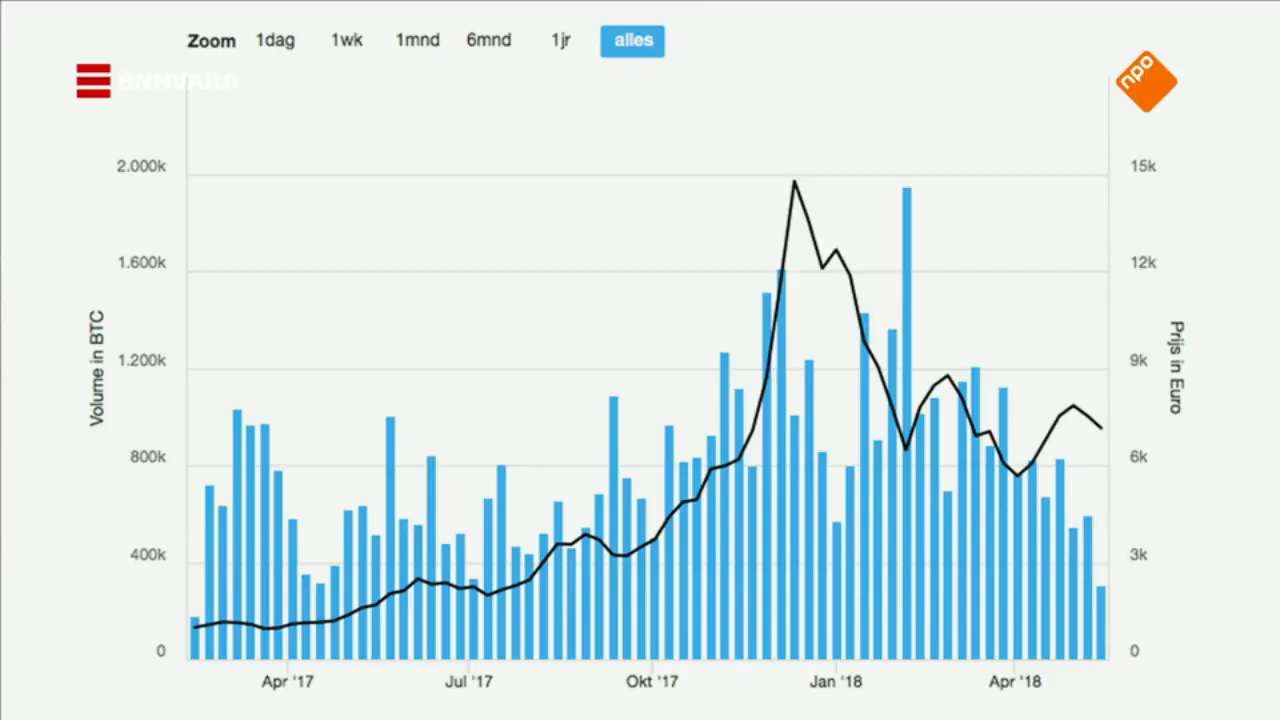 Zoom 1dag 1wk 1mnd 6mnd 1jr alles
BNNVARA
npo
2.000k
1.600k
1.200k
800k
400k
0
Volume in BTC
15k
12k
9k
6k
3k
0
Prijs in Euro
Apr '17 Jul '17 Okt '17 Jan '18 Apr '18